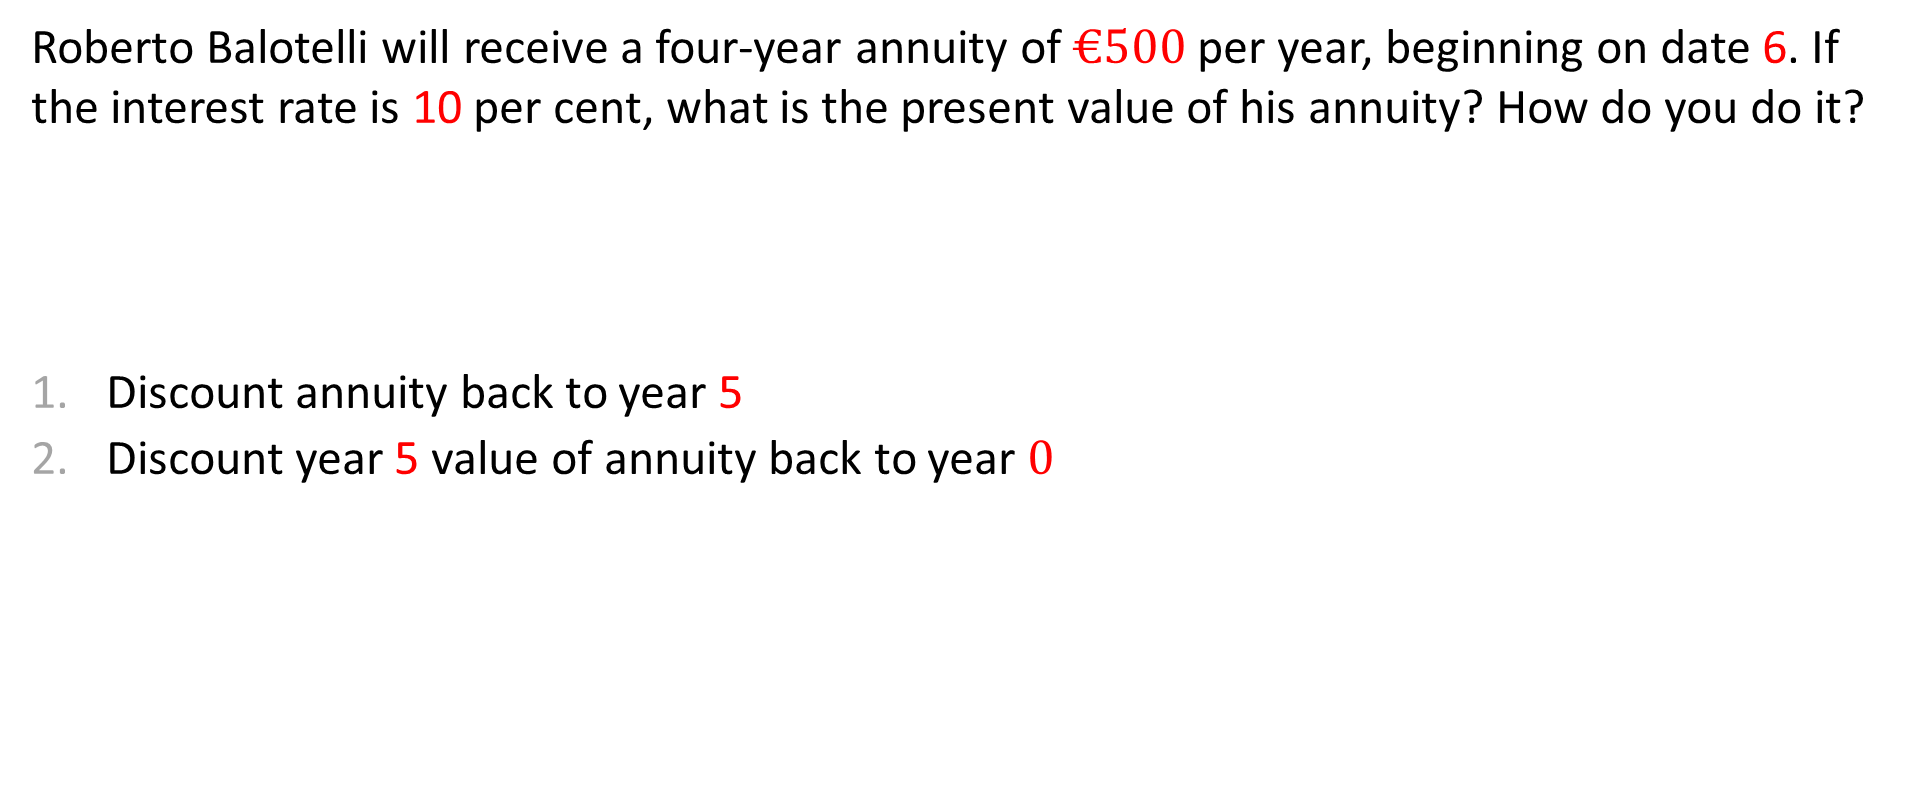 Roberto Balotelli will receive a four-year annuity of €500 per year, beginning on date 6. If
the interest rate is 10 per cent, what is the present value of his annuity? How do you do it?
1. Discount annuity back to year 5
2. Discount year 5 value of annuity back to year 0